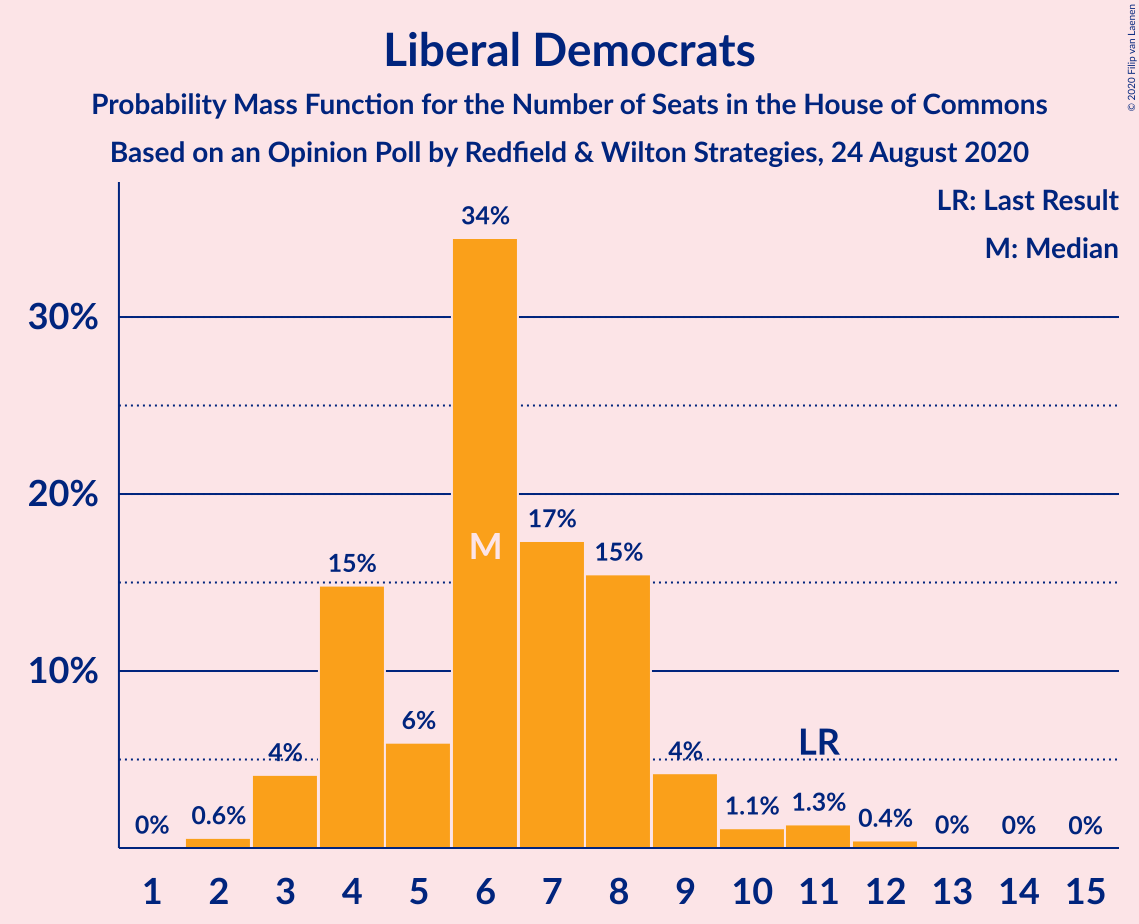 Liberal Democrats
Probability Mass Function for the Number of Seats in the House of Commons
Based on an Opinion Poll by Redfield & Wilton Strategies, 24 August 2020
© 2020 Filip van Laenen
LR: Last Result
M: Median
34%
30%
20%
17%
M
15%
15%
10%
6%
4%
4%
LR
0%
0.6%
1.1%
1.3%
0.4%
0%
0%
0%
1 2 3 4 5 6 7 8 9 10 11 12 13 14 15